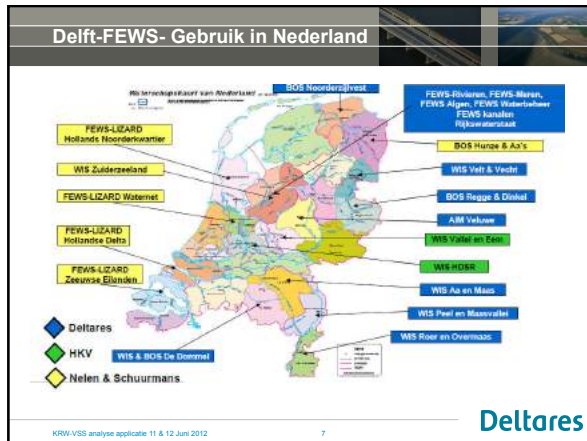 Delft-FEWS- Gebruik in Nederland
Waterschapskaart van Nederland
BOS Noorderzijlvest
FEWS-Rivieren, FEWS-Meren,
FEWS Algen, FEWS Waterbeheer
FEWS kanalen
Rijkswaterstaat
FEWS-LIZARD
Hollands Noorderkwartier
BOS Hunze & Aa's
WIS Zuiderzeeland
WIS Velt & Vecht
FEWS-LIZARD Waternet
BOS Regge & Dinkel
AIM Veluwe
FEWS-LIZARD
Hollandse Delta
WIS Vallei en Eem
WIS HDSR
FEWS-LIZARD
Zeeuwse Eilanden
WIS Aa en Maas
WIS Peel en Maasvallei
Deltares
HKV
WIS & BOS De Dommel
WIS Roer en Overmaas
Nelen & Schuurmans
KRW-VSS analyse applicatie 11 & 12 Juni 2012
7
Deltares